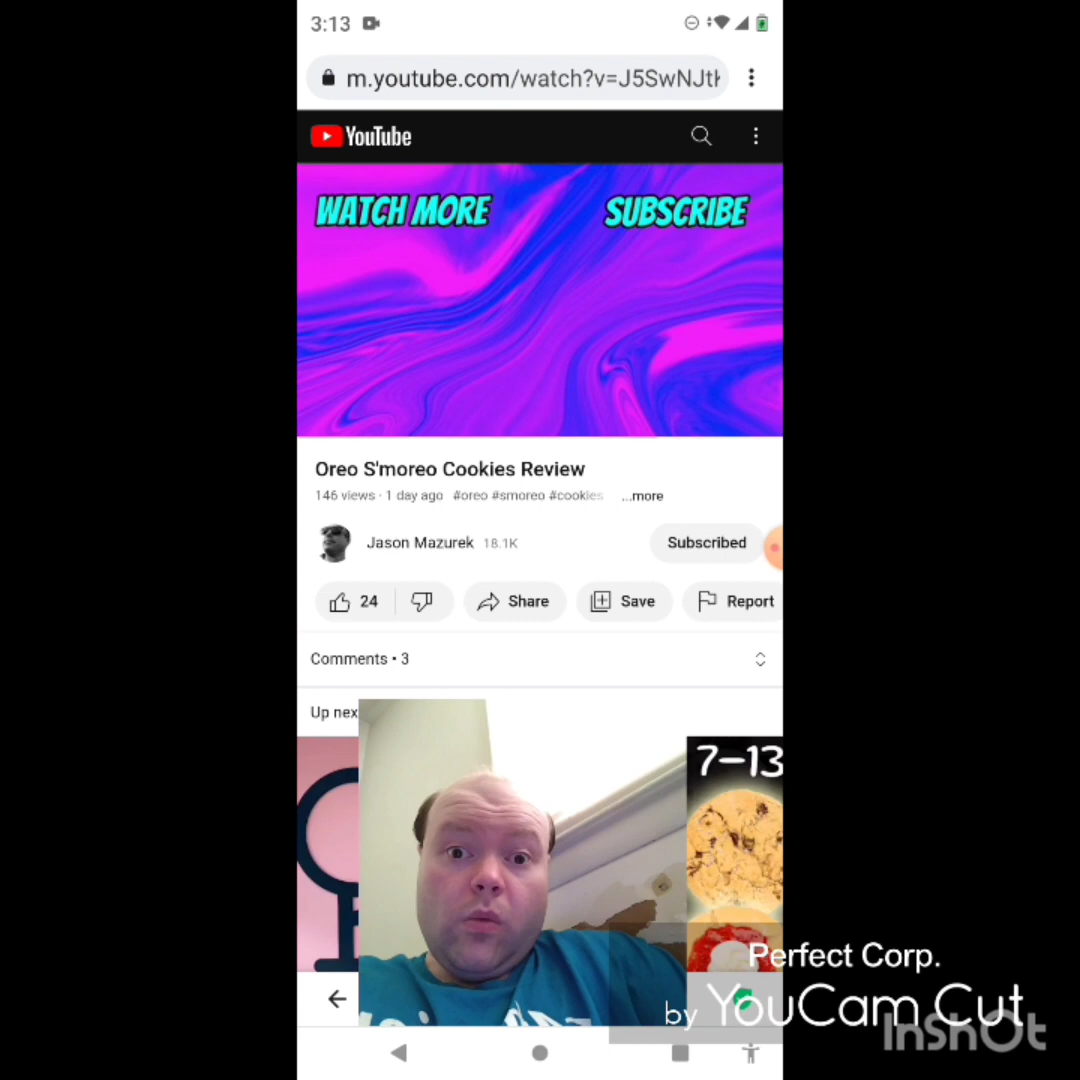 3:13
m.youtube.com/watch?v=J5SwNJtk
YouTube
WATCH MORE
SUBSCRIBE
Oreo S'moreo Cookies Review
146 views · 1 day ago #oreo #smoreo #cookies ...more
Jason Mazurek 18.1K
Subscribed
24
Share
Save
Report
Comments • 3
Up nex
7-13
Perfect Corp.
by YouCam Cut
InShOt